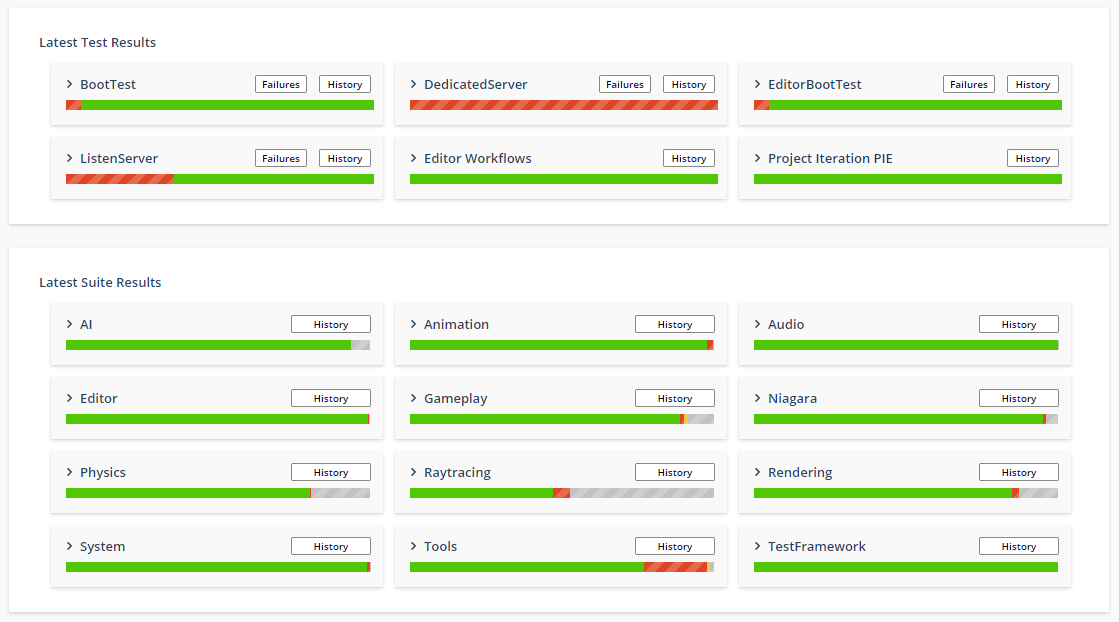 Latest Test Results
BootTest Failures History
DedicatedServer Failures History
EditorBootTest Failures History
ListenServer Failures History
Editor Workflows History
Project Iteration PIE History
Latest Suite Results
AI History
Animation History
Audio History
Editor History
Gameplay History
Niagara History
Physics History
Raytracing History
Rendering History
System History
Tools History
TestFramework History